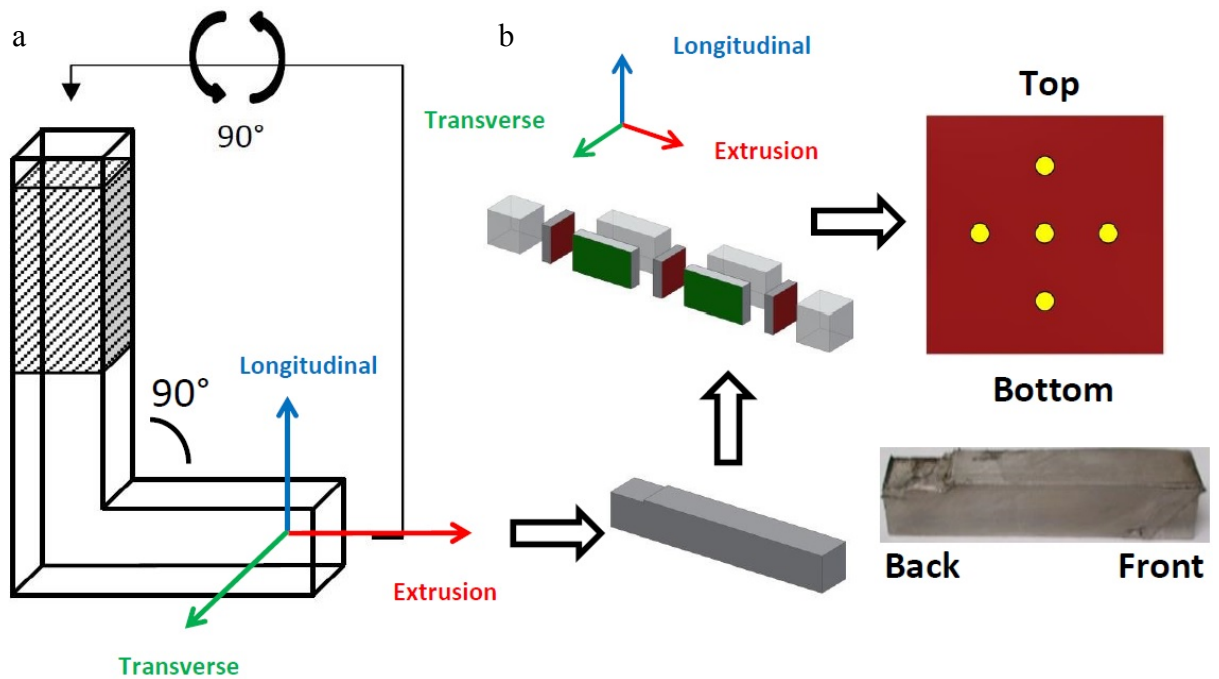 a
90°
90°
Longitudinal
Extrusion
Transverse
b
Longitudinal
Transverse
Extrusion
Top
Bottom
Back
Front